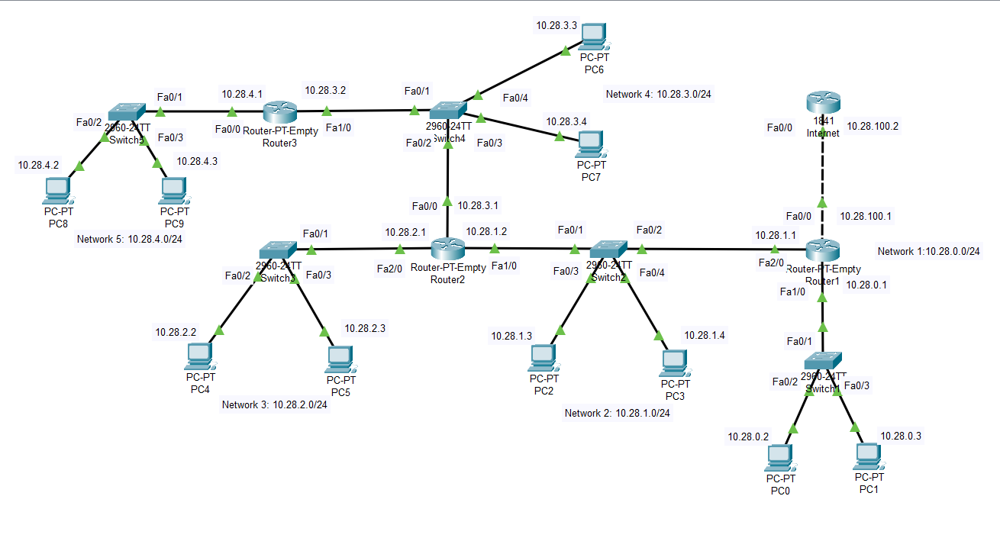 10.28.3.3
PC-PT
PC6
Network 4: 10.28.3.0/24
Fa0/1
10.28.4.1
10.28.3.2
Fa0/1
Fa0/4
Fa0/2
2960-24TT
Switch5
Fa0/3
Fa0/0
Router-PT-Empty
Router3
Fa1/0
2960-24TT
Switch4
Fa0/2
Fa0/3
10.28.3.4
PC-PT
PC7
Fa0/0
1841
Internet
10.28.100.2
10.28.4.2
10.28.4.3
PC-PT
PC8
PC-PT
PC9
Network 5: 10.28.4.0/24
Fa0/0
10.28.3.1
Fa0/0
10.28.100.1
Fa0/1
10.28.2.1
10.28.1.2
Fa0/1
Fa0/2
10.28.1.1
Network 1:10.28.0.0/24
Fa0/2
2960-24TT
Switch3
Fa0/3
Fa2/0
Router-PT-Empty
Router2
Fa1/0
Fa0/3
2960-24TT
Switch2
Fa0/4
Fa2/0
Router-PT-Empty
Router1
Fa1/0
10.28.0.1
10.28.2.2
10.28.2.3
10.28.1.3
10.28.1.4
Fa0/1
PC-PT
PC4
PC-PT
PC5
PC-PT
PC2
PC-PT
PC3
Fa0/2
2960-24TT
Switch1
Fa0/3
Network 3: 10.28.2.0/24
Network 2: 10.28.1.0/24
10.28.0.2
10.28.0.3
PC-PT
PC0
PC-PT
PC1